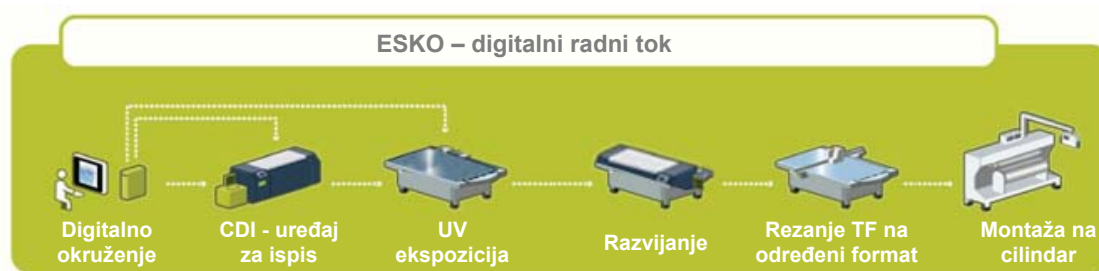 ESKO – digitalni radni tok
Digitalno
okruženje
CDI - uređaj
za ispis
UV
ekspozicija
Razvijanje
Rezanje TF na
određeni format
Montaža na
cilindar